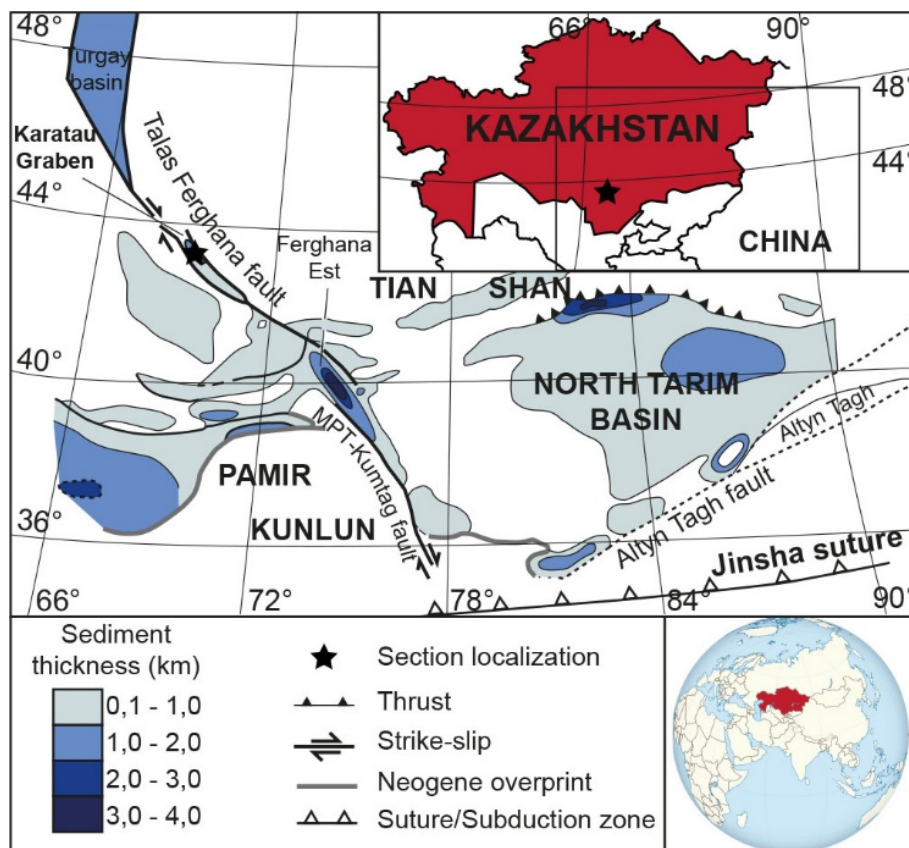 48°
Turgay
basin
Karatau
Graben
44°
Talas Ferghana fault
Ferghana
Est
40°
36°
66°
72°
78°
84°
90°
TIAN SHAN
NORTH TARIM
BASIN
PAMIR
KUNLUN
MPT-Kumtag fault
Altyn Tagh
Altyn Tagh fault
Jinsha suture
66°
90°
48°
44°
KAZAKHSTAN
CHINA
Sediment
thickness (km)
0,1 - 1,0
1,0 - 2,0
2,0 - 3,0
3,0 - 4,0
Section localization
Thrust
Strike-slip
Neogene overprint
Suture/Subduction zone